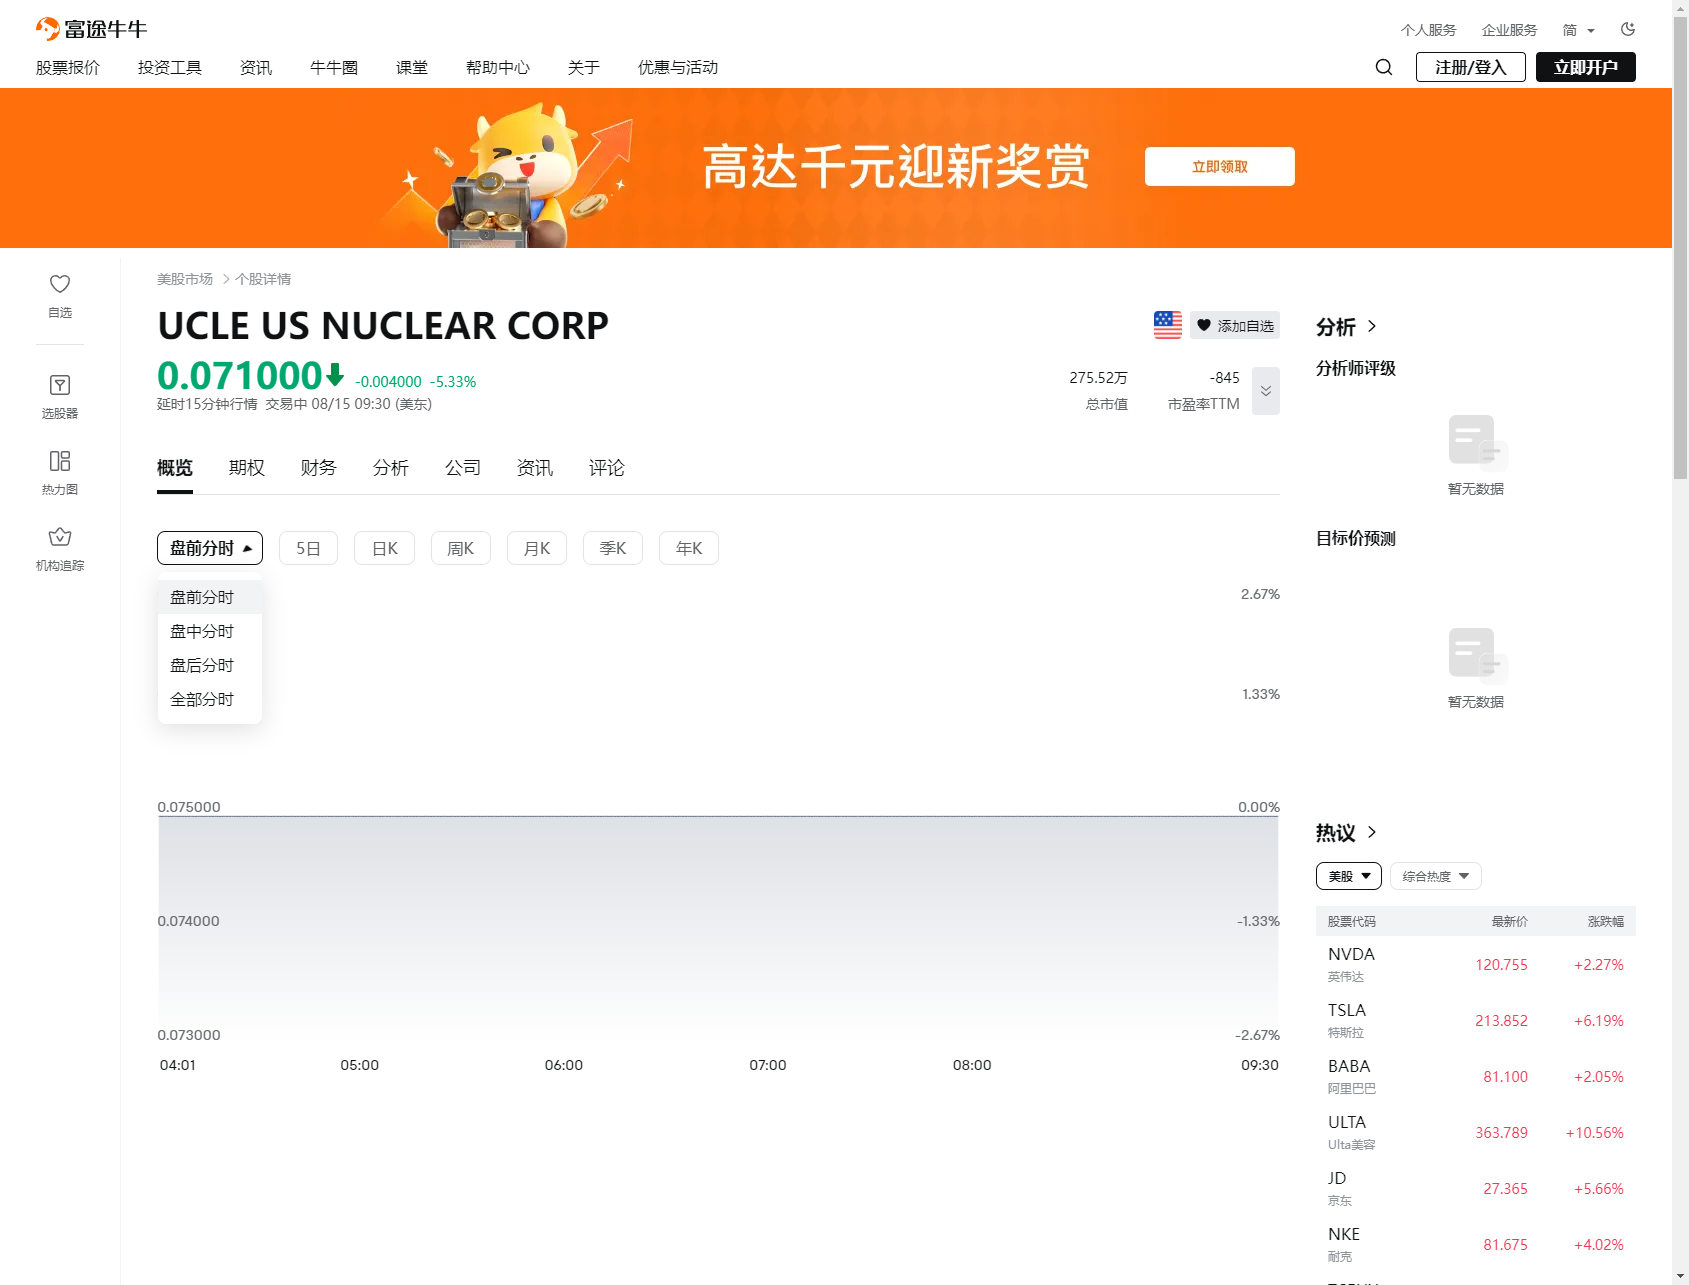 富途牛牛
个人服务 企业服务 简
股票报价 投资工具 资讯 牛牛圈 课堂 帮助中心 关于 优惠与活动
注册/登入 立即开户
高达千元迎新奖赏
立即领取
自选
选股器
热力图
机构追踪
美股市场 > 个股详情
UCLE US NUCLEAR CORP
添加自选
0.071000 -0.004000 -5.33%
延时15分钟行情 交易中 08/15 09:30 (美东)
275.52万 -845
总市值 市盈率TTM
概览 期权 财务 分析 公司 资讯 评论
盘前分时 5日 日K 周K 月K 季K 年K
盘前分时
盘中分时
盘后分时
全部分时
2.67%
1.33%
0.075000 0.00%
0.074000 -1.33%
0.073000 -2.67%
04:01 05:00 06:00 07:00 08:00 09:30
分析
分析师评级
暂无数据
目标价预测
暂无数据
热议
美股 综合热度
股票代码 最新价 涨跌幅
NVDA 120.755 +2.27%
英伟达
TSLA 213.852 +6.19%
特斯拉
BABA 81.100 +2.05%
阿里巴巴
ULTA 363.789 +10.56%
Ulta美容
JD 27.365 +5.66%
京东
NKE 81.675 +4.02%
耐克